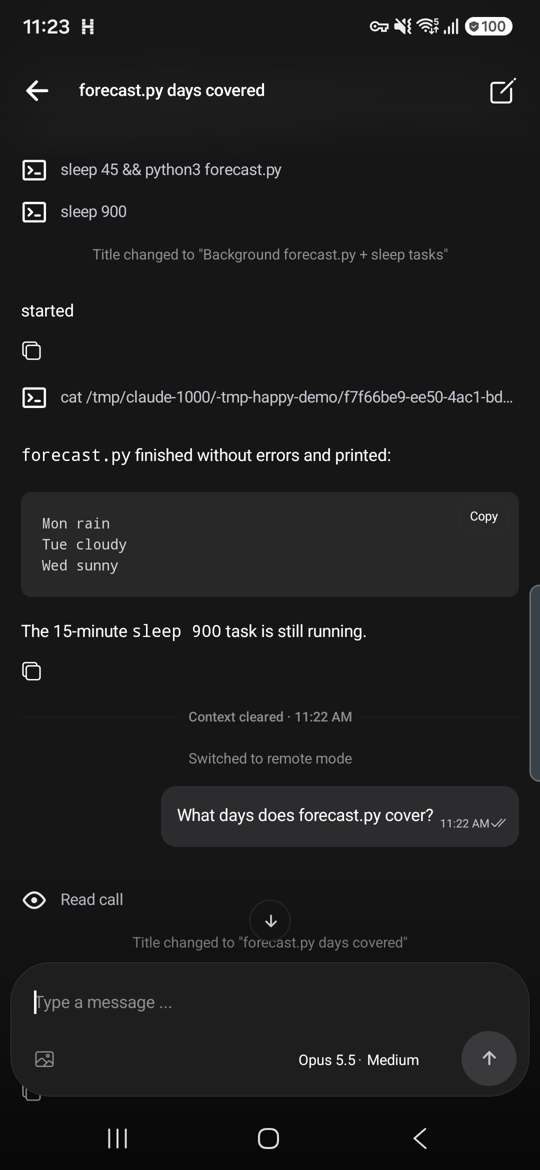 11:23
100
forecast.py days covered
sleep 45 && python3 forecast.py
sleep 900
Title changed to "Background forecast.py + sleep tasks"
started
cat /tmp/claude-1000/-tmp-happy-demo/f7f66be9-ee50-4ac1-bd...
forecast.py finished without errors and printed:
Copy
Mon rain
Tue cloudy
Wed sunny
The 15-minute sleep 900 task is still running.
Context cleared · 11:22 AM
Switched to remote mode
What days does forecast.py cover? 11:22 AM
Read call
Title changed to "forecast.py days covered"
Type a message ...
Opus 5.5 · Medium